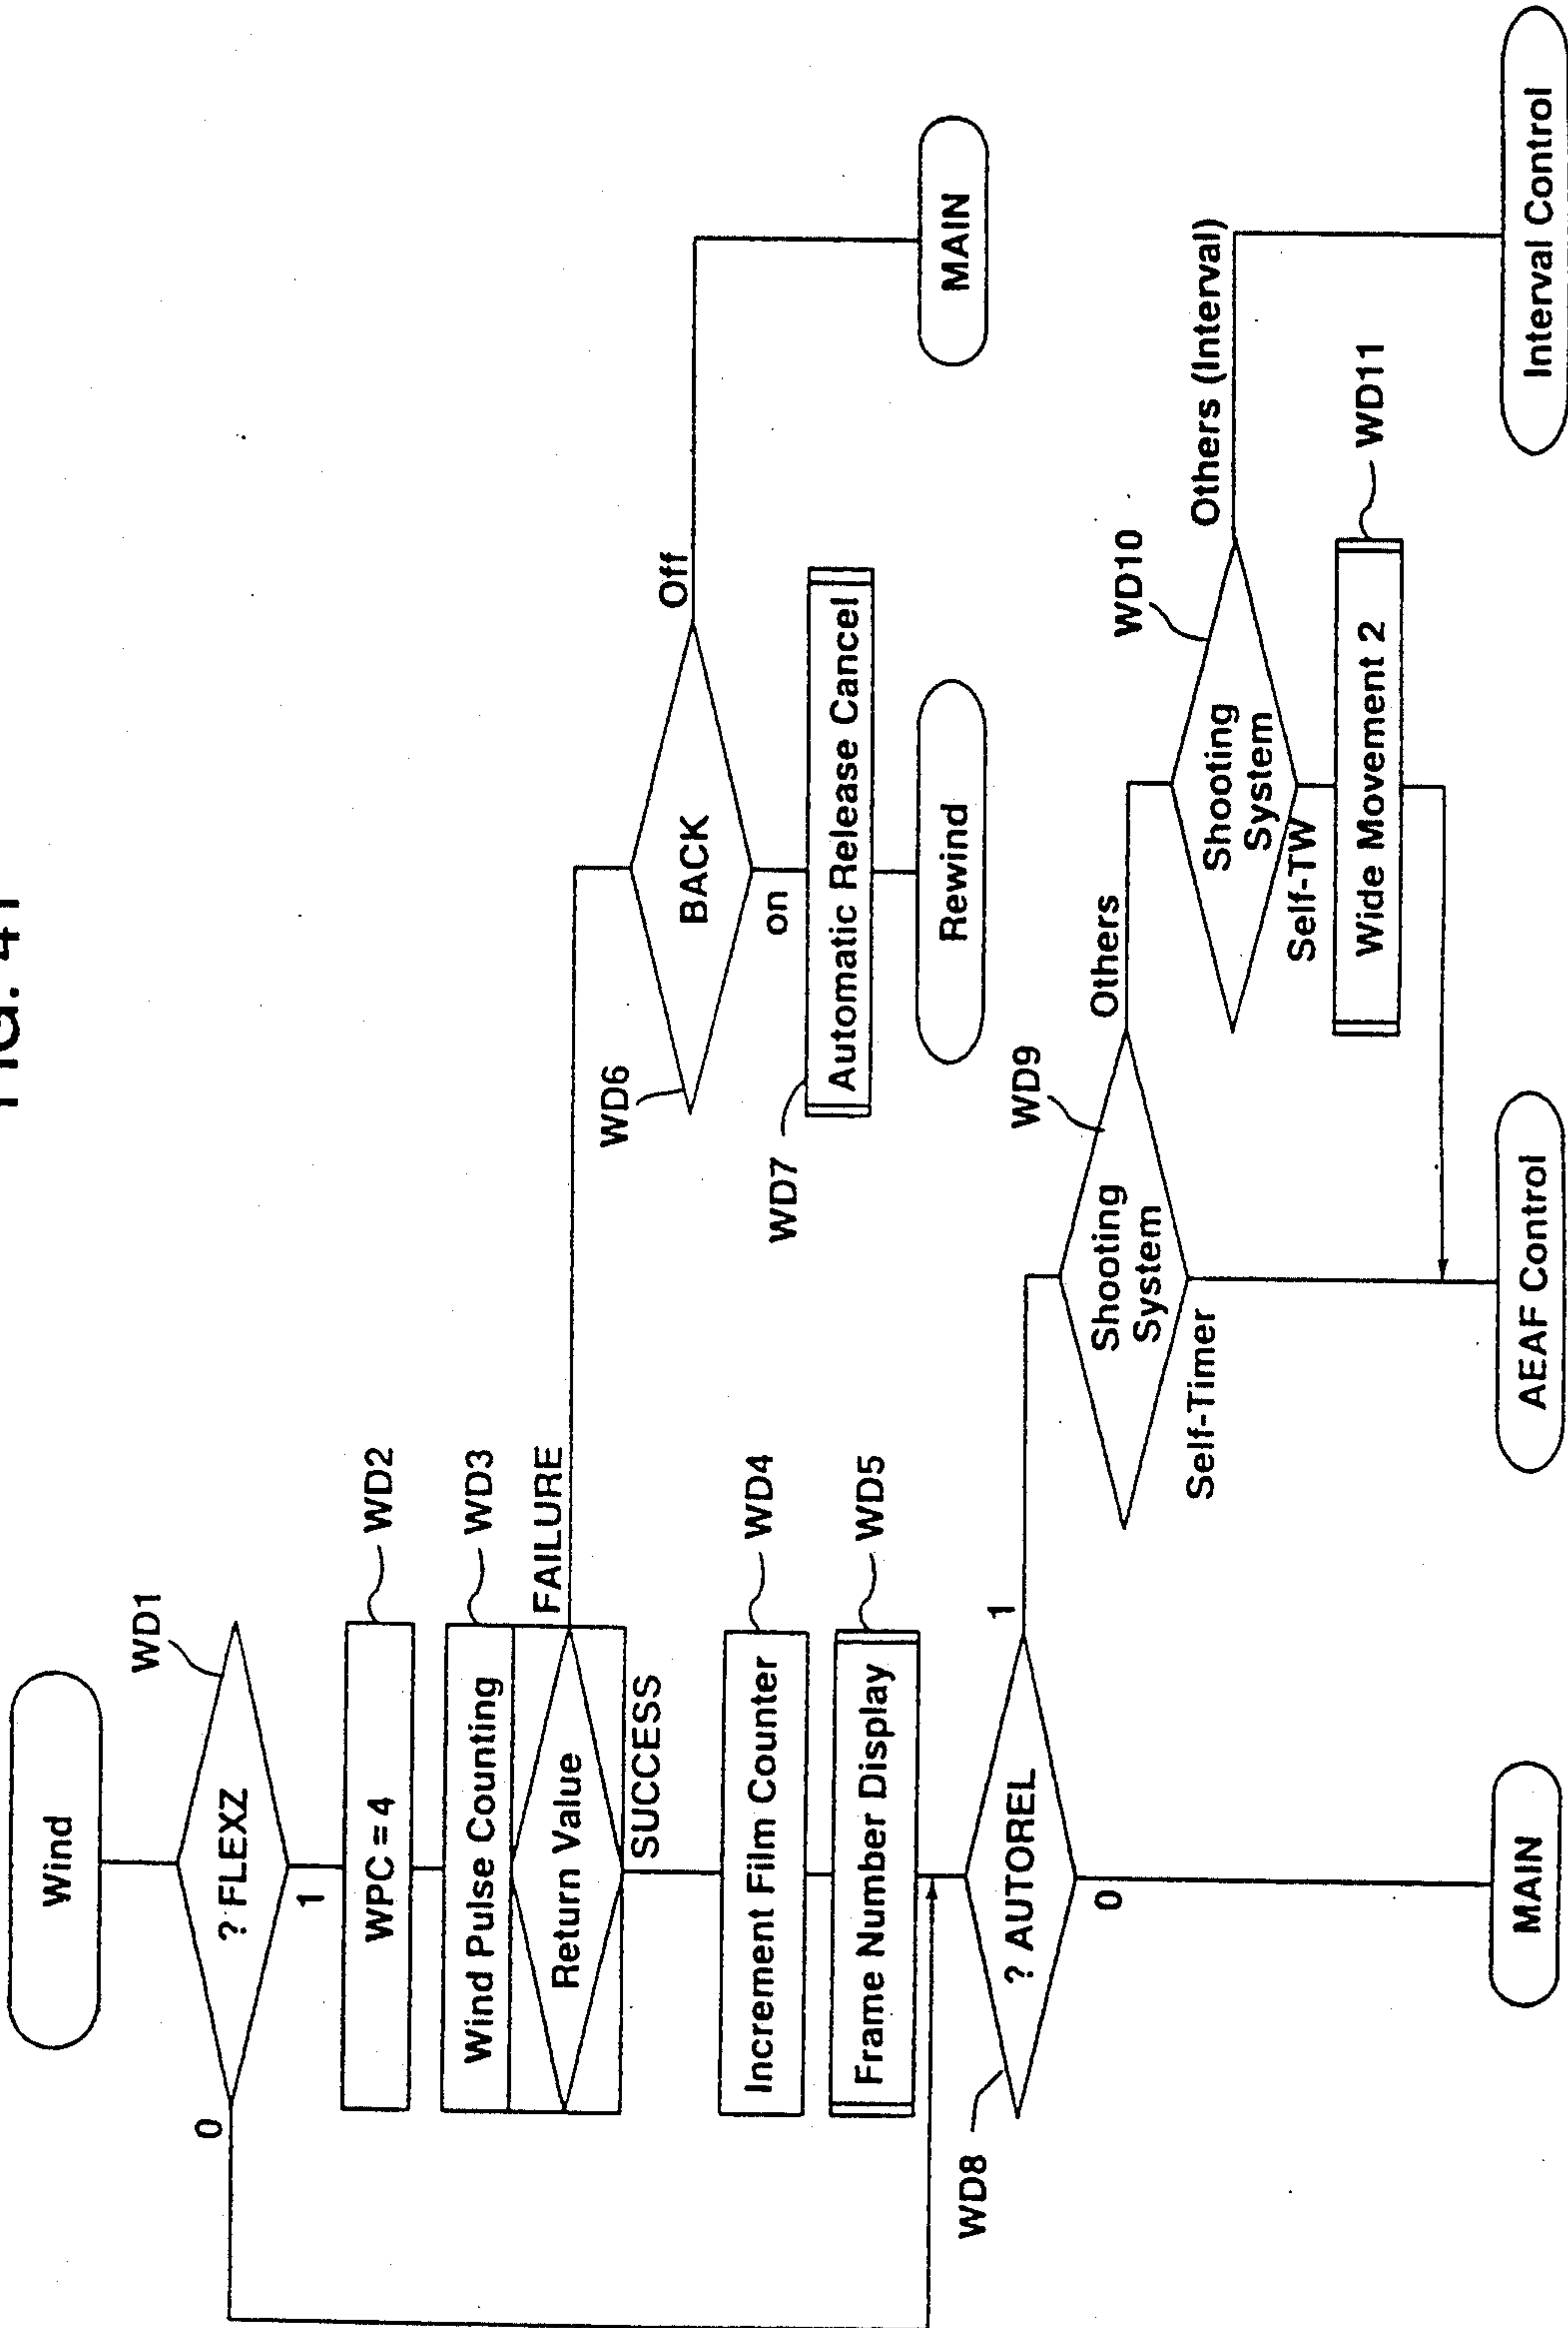 FIG. 41
Wind
WD1
? FLEXZ
0
1
WPC = 4
WD2
Wind Pulse Counting
WD3
Return Value
FAILURE
SUCCESS
Increment Film Counter
WD4
Frame Number Display
WD5
WD6
BACK
Off
on
WD7
Automatic Release Cancel
Rewind
MAIN
WD8
? AUTOREL
1
0
WD9
Shooting
System
Others
Self-Timer
WD10
Shooting
System
Others (Interval)
Self-TW
Wide Movement 2
WD11
MAIN
AEAF Control
Interval Control